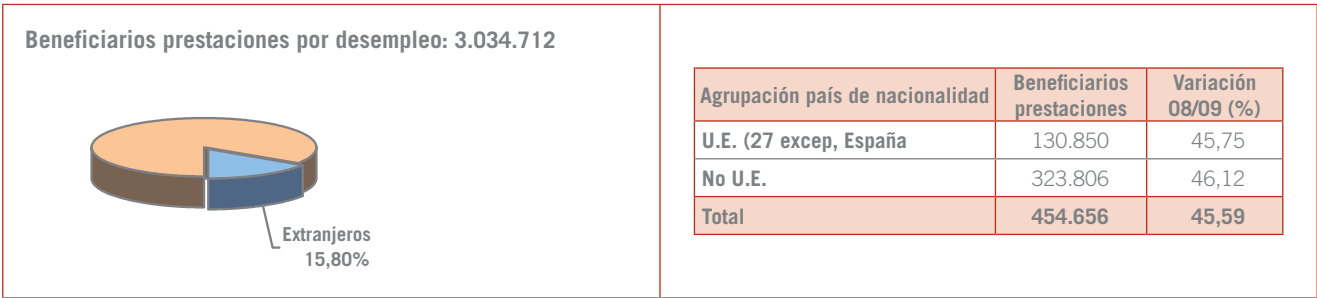 Beneficiarios prestaciones por desempleo: 3.034.712
Extranjeros
15,80%
Agrupación país de nacionalidad Beneficiarios prestaciones Variación 08/09 (%)
U.E. (27 excep, España 130.850 45,75
No U.E. 323.806 46,12
Total 454.656 45,59